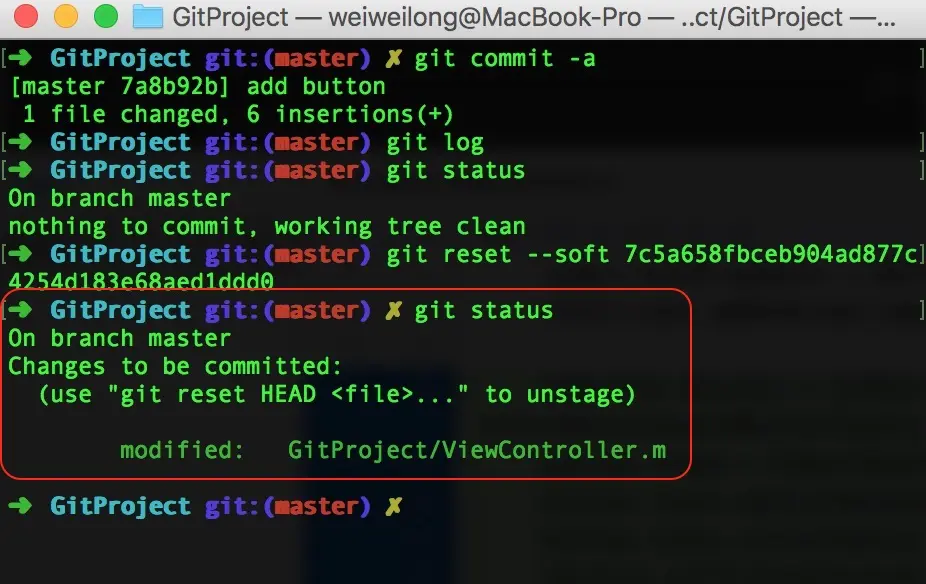 GitProject — weiweilong@MacBook-Pro — ..ct/GitProject —...
[➜ GitProject git:(master) ✗ git commit -a ]
[master 7a8b92b] add button
1 file changed, 6 insertions(+)
[➜ GitProject git:(master) git log ]
[➜ GitProject git:(master) git status ]
On branch master
nothing to commit, working tree clean
[➜ GitProject git:(master) git reset --soft 7c5a658fbceb904ad877c]
4254d183e68aed1ddd0
[➜ GitProject git:(master) ✗ git status ]
On branch master
Changes to be committed:
(use "git reset HEAD <file>..." to unstage)
modified: GitProject/ViewController.m
➜ GitProject git:(master) ✗